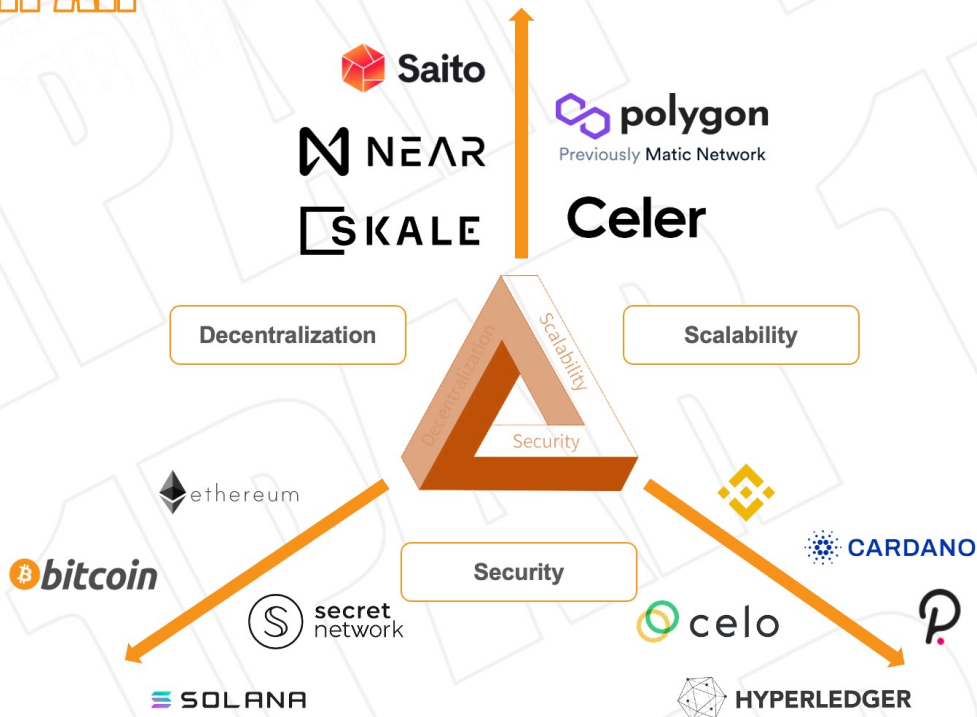 Saito
polygon
Previously Matic Network
NEAR
SKALE
Celer
Decentralization
Scalability
Decentralization
Scalability
Security
ethereum
CARDANO
bitcoin
Security
secret
network
celo
SOLANA
HYPERLEDGER